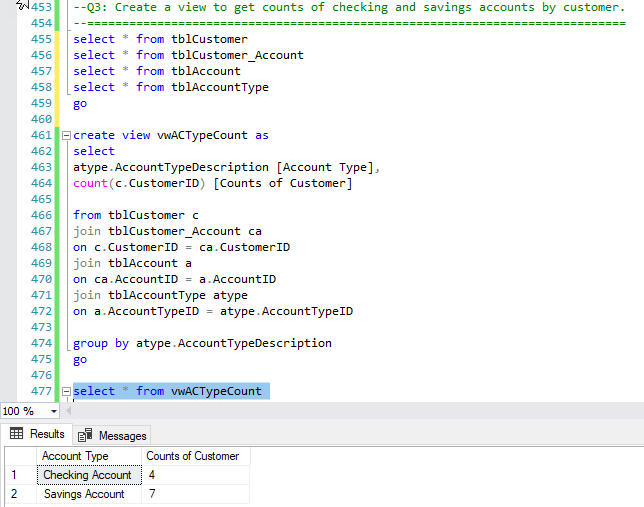 453 --Q3: Create a view to get counts of checking and savings accounts by customer.
454 --=============================================================================
455 select * from tblCustomer
456 select * from tblCustomer_Account
457 select * from tblAccount
458 select * from tblAccountType
459 go
460
461 create view vwACTypeCount as
462 select
463 atype.AccountTypeDescription [Account Type],
464 count(c.CustomerID) [Counts of Customer]
465
466 from tblCustomer c
467 join tblCustomer_Account ca
468 on c.CustomerID = ca.CustomerID
469 join tblAccount a
470 on ca.AccountID = a.AccountID
471 join tblAccountType atype
472 on a.AccountTypeID = atype.AccountTypeID
473
474 group by atype.AccountTypeDescription
475 go
476
477 select * from vwACTypeCount
100 %
Results Messages
Account Type Counts of Customer
1 Checking Account 4
2 Savings Account 7